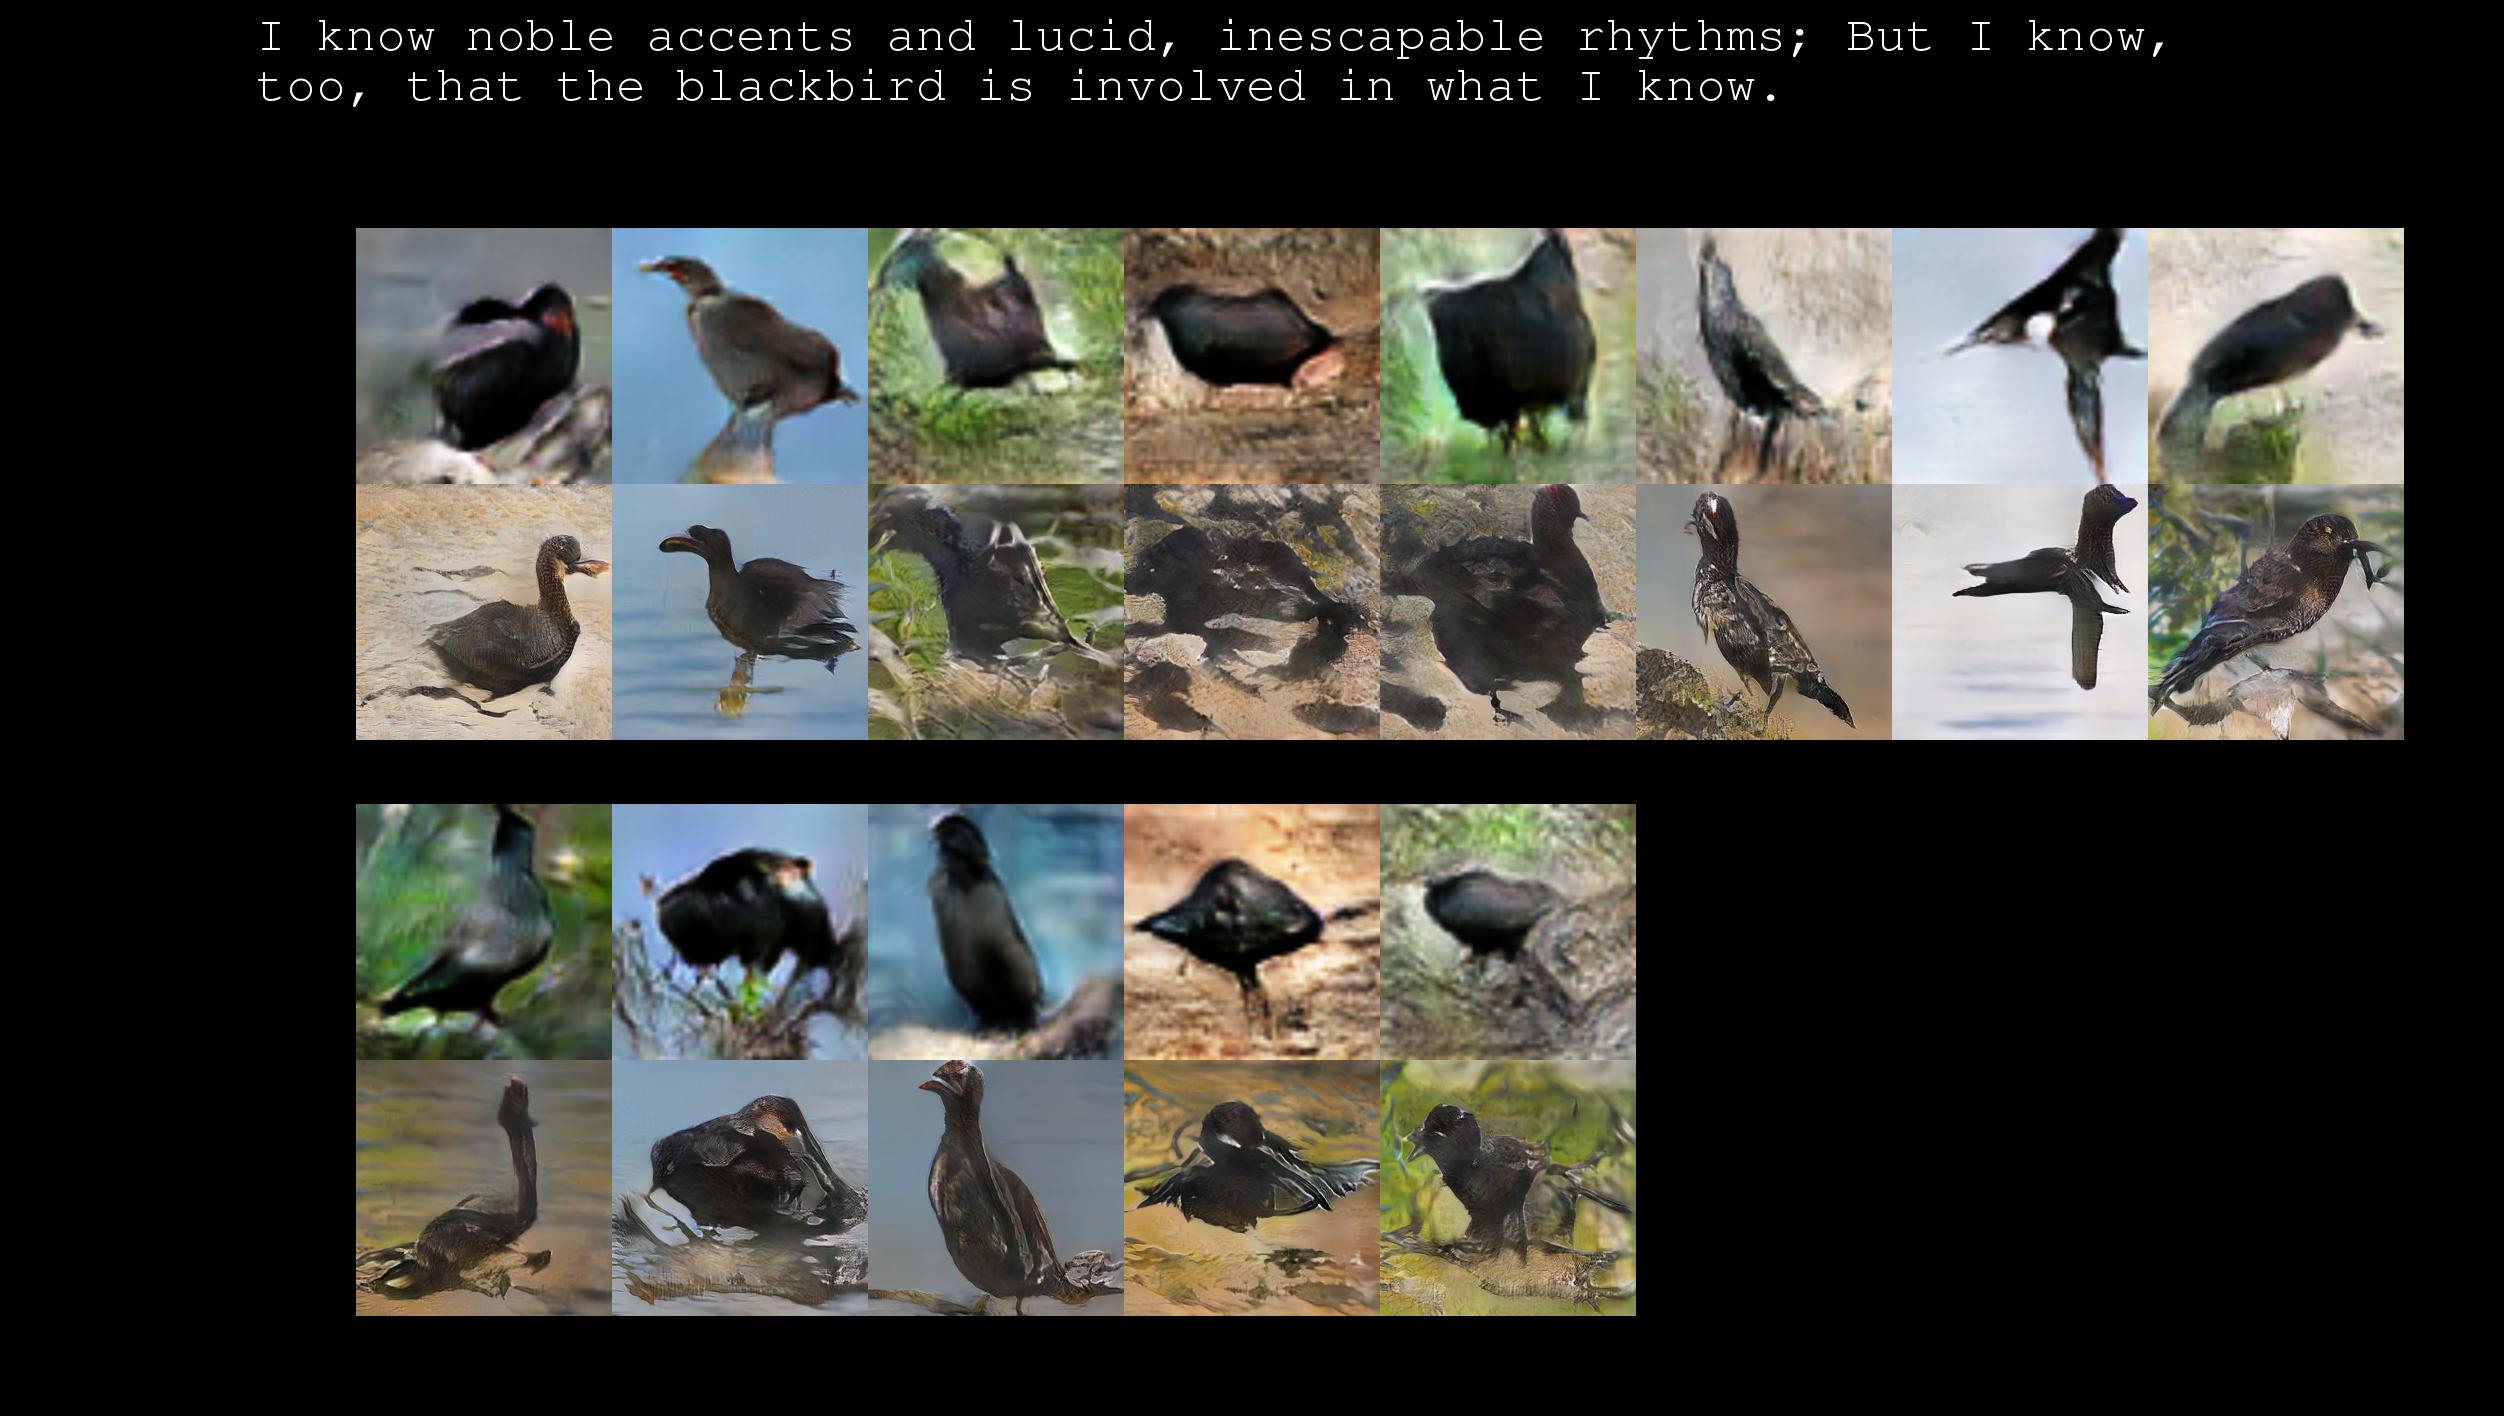 I know noble accents and lucid, inescapable rhythms; But I know,
too, that the blackbird is involved in what I know.